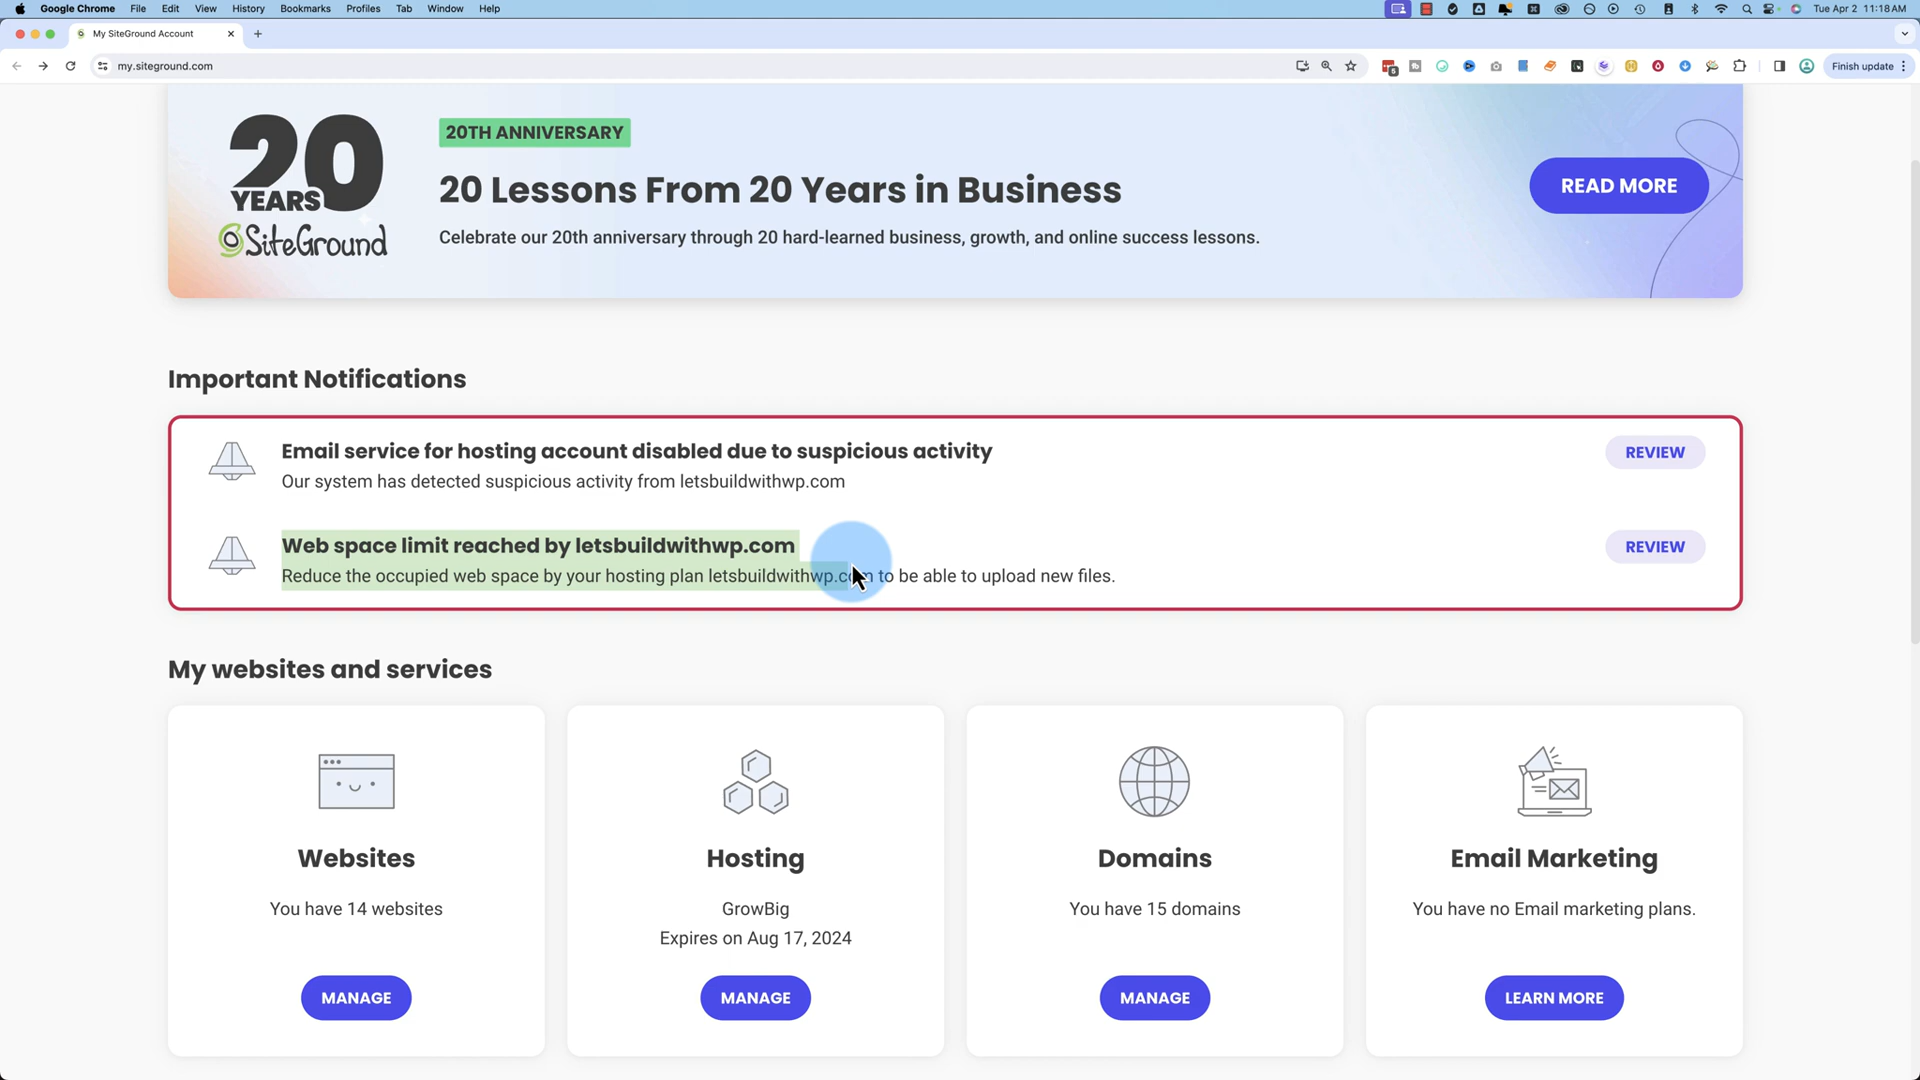 Google Chrome File Edit View History Bookmarks Profiles Tab Window Help Tue Apr 2 11:18 AM
My SiteGround Account
my.siteground.com
5
Finish update
20 YEARS
SiteGround
20TH ANNIVERSARY
20 Lessons From 20 Years in Business
Celebrate our 20th anniversary through 20 hard-learned business, growth, and online success lessons.
READ MORE
Important Notifications
Email service for hosting account disabled due to suspicious activity
Our system has detected suspicious activity from letsbuildwithwp.com
REVIEW
Web space limit reached by letsbuildwithwp.com
Reduce the occupied web space by your hosting plan letsbuildwithwp.com to be able to upload new files.
REVIEW
My websites and services
Websites
You have 14 websites
MANAGE
Hosting
GrowBig
Expires on Aug 17, 2024
MANAGE
Domains
You have 15 domains
MANAGE
Email Marketing
You have no Email marketing plans.
LEARN MORE